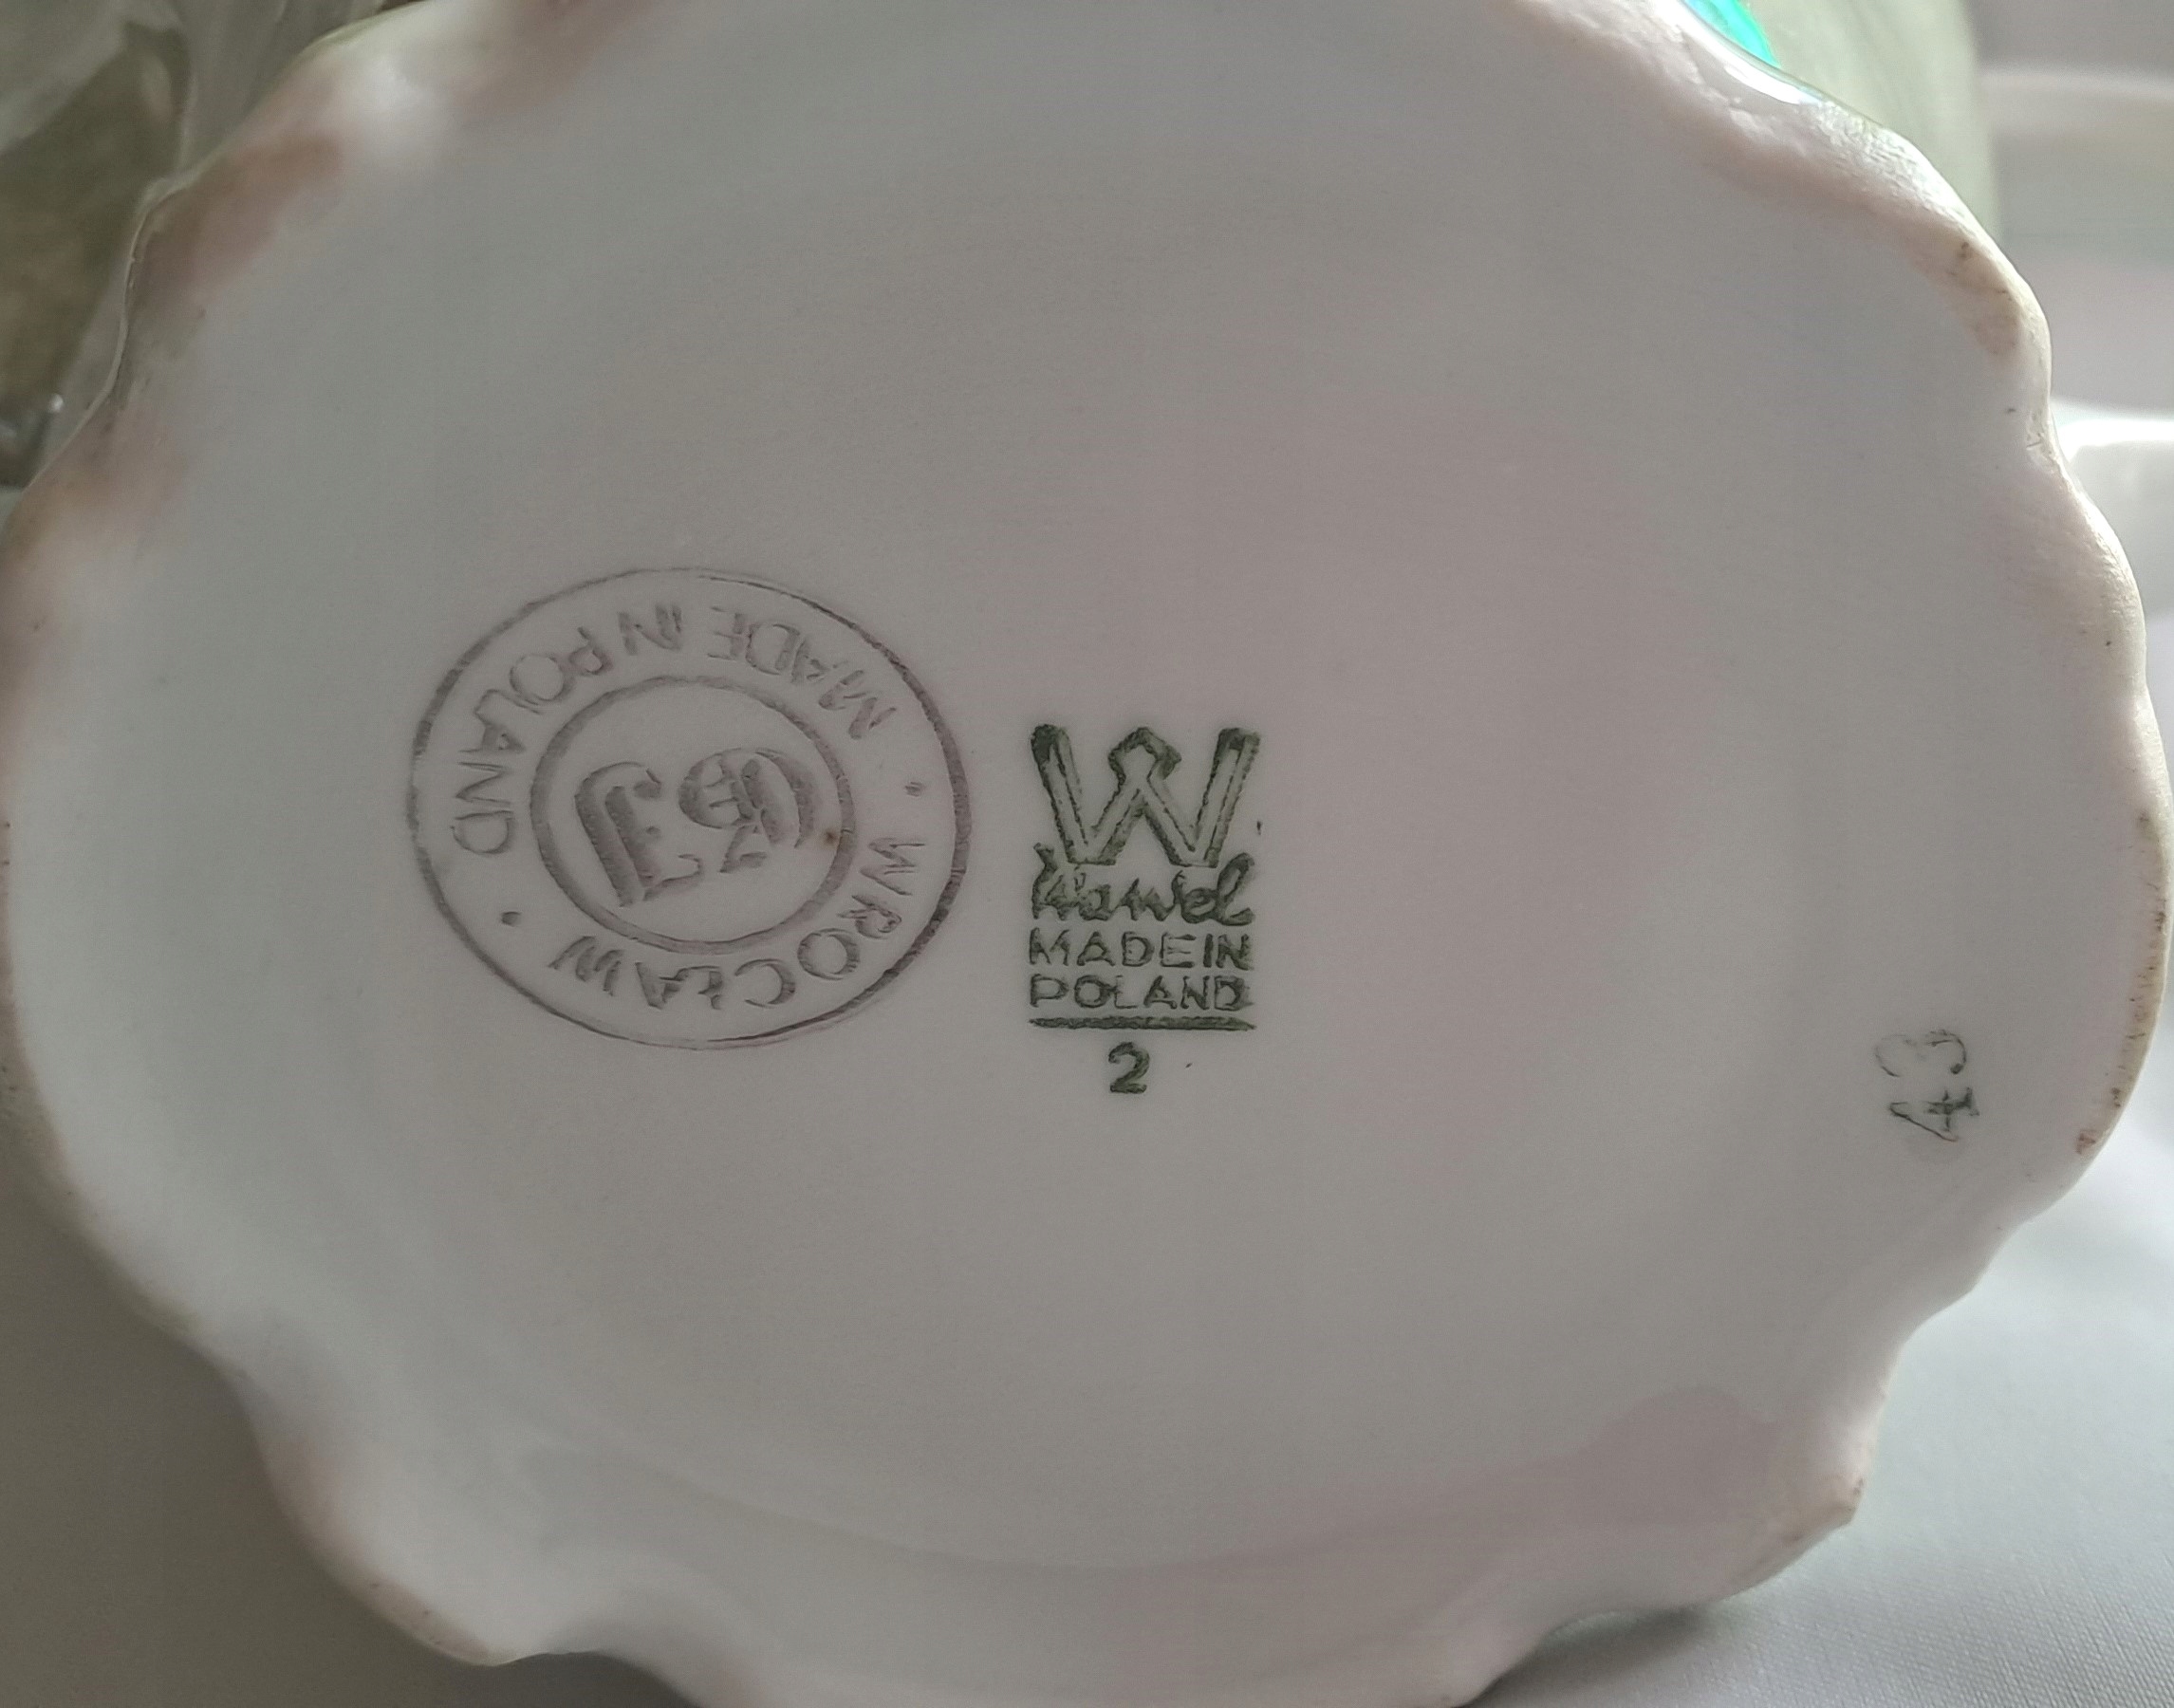 MADE IN POLAND · WROCŁAW ·
W
Wawel
MADE IN
POLAND
2
43